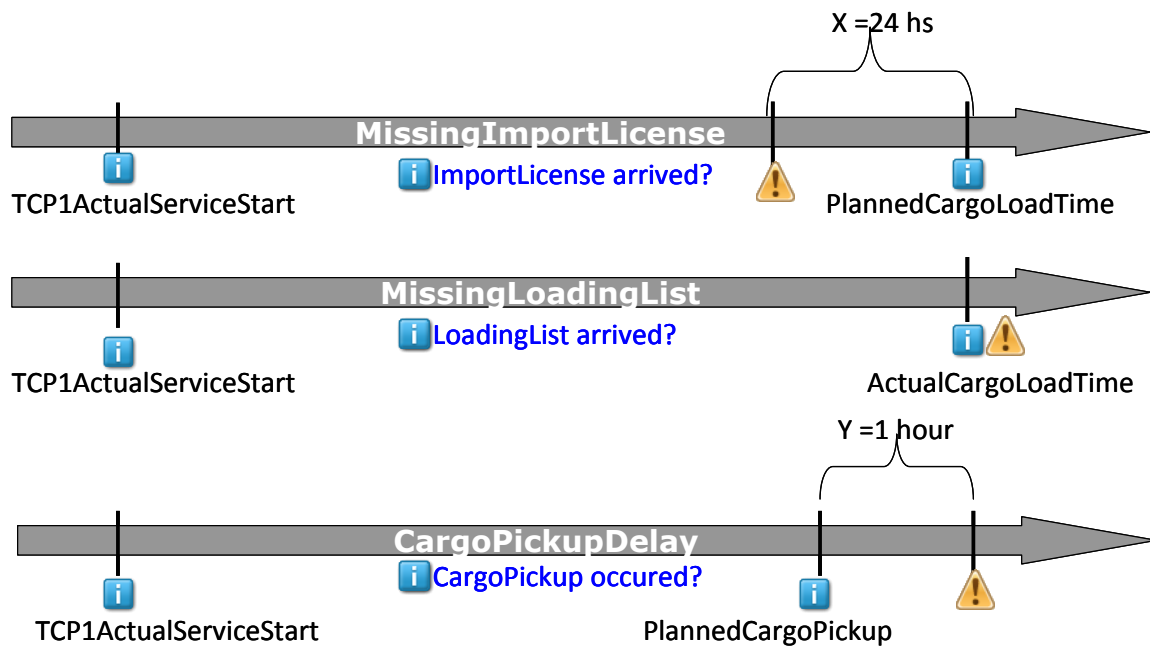 X =24 hs
MissingImportLicense
i
i ImportLicense arrived?
! i
TCP1ActualServiceStart
PlannedCargoLoadTime
MissingLoadingList
i LoadingList arrived?
i
i !
TCP1ActualServiceStart
ActualCargoLoadTime
Y =1 hour
CargoPickupDelay
i CargoPickup occured?
i
i !
TCP1ActualServiceStart
PlannedCargoPickup